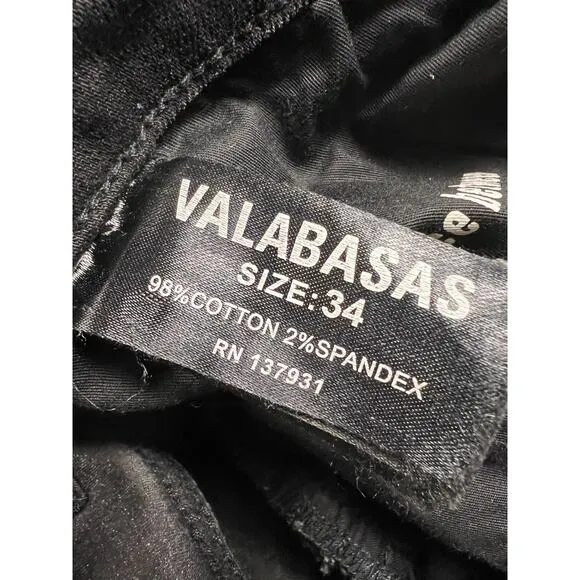 VALABASAS
SIZE:34
98%COTTON 2%SPANDEX
RN 137931